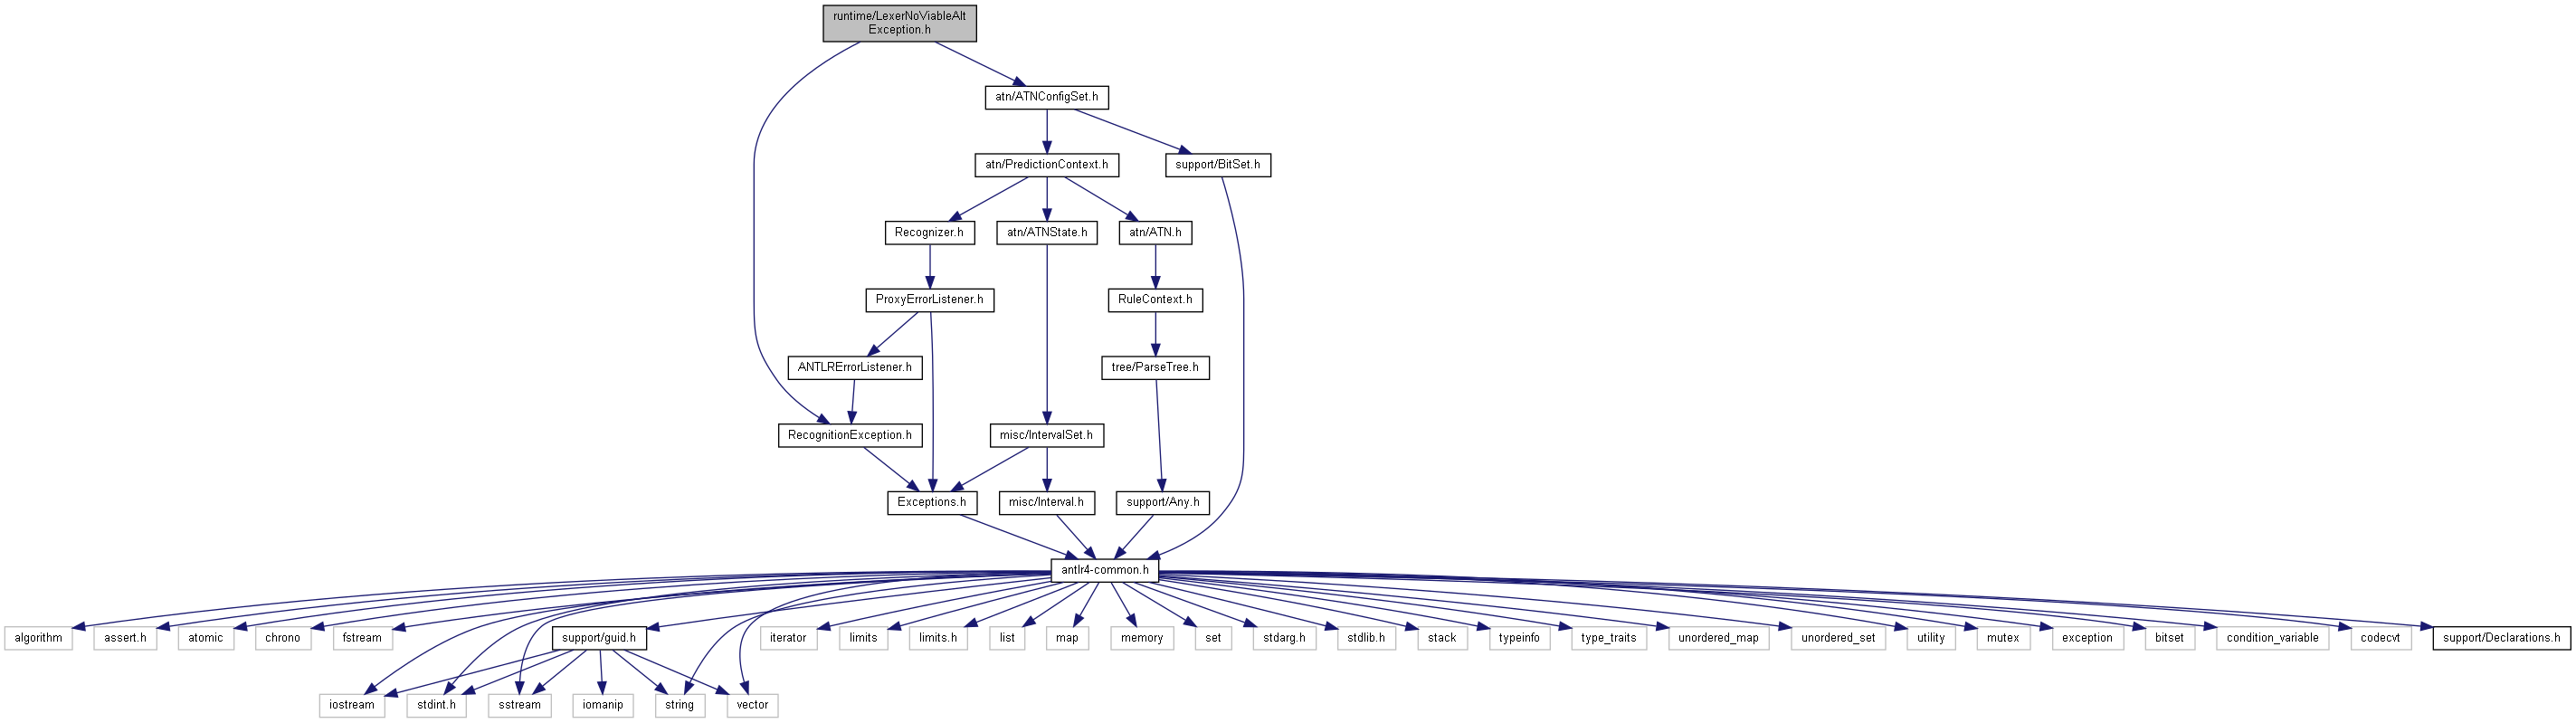 runtime/LexerNoViableAlt
Exception.h
atn/ATNConfigSet.h
atn/PredictionContext.h
support/BitSet.h
Recognizer.h
atn/ATNState.h
atn/ATN.h
ProxyErrorListener.h
RuleContext.h
ANTLRErrorListener.h
tree/ParseTree.h
RecognitionException.h
misc/IntervalSet.h
Exceptions.h
misc/Interval.h
support/Any.h
antlr4-common.h
algorithm
assert.h
atomic
chrono
fstream
support/guid.h
iterator
limits
limits.h
list
map
memory
set
stdarg.h
stdlib.h
stack
typeinfo
type_traits
unordered_map
unordered_set
utility
mutex
exception
bitset
condition_variable
codecvt
support/Declarations.h
iostream
stdint.h
sstream
iomanip
string
vector